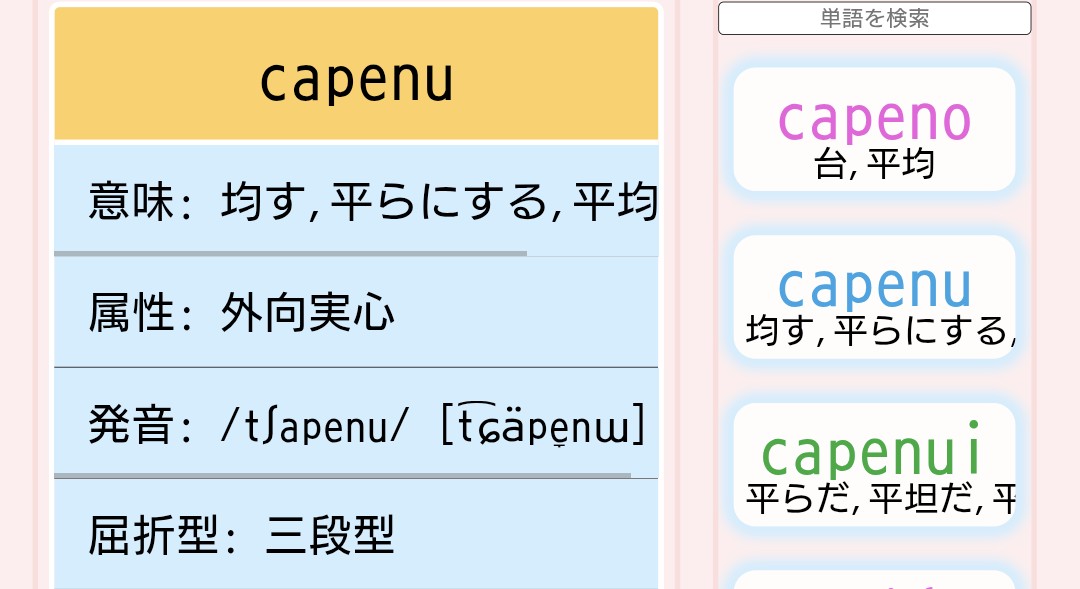 capenu
意味: 均す, 平らにする, 平均
属性: 外向実心
発音: /tʃapenu/ [t͡ɕäpe̞nɯ]
屈折型: 三段型
単語を検索
capeno
台, 平均
capenu
均す, 平らにする,
capenui
平らだ, 平坦だ, 平